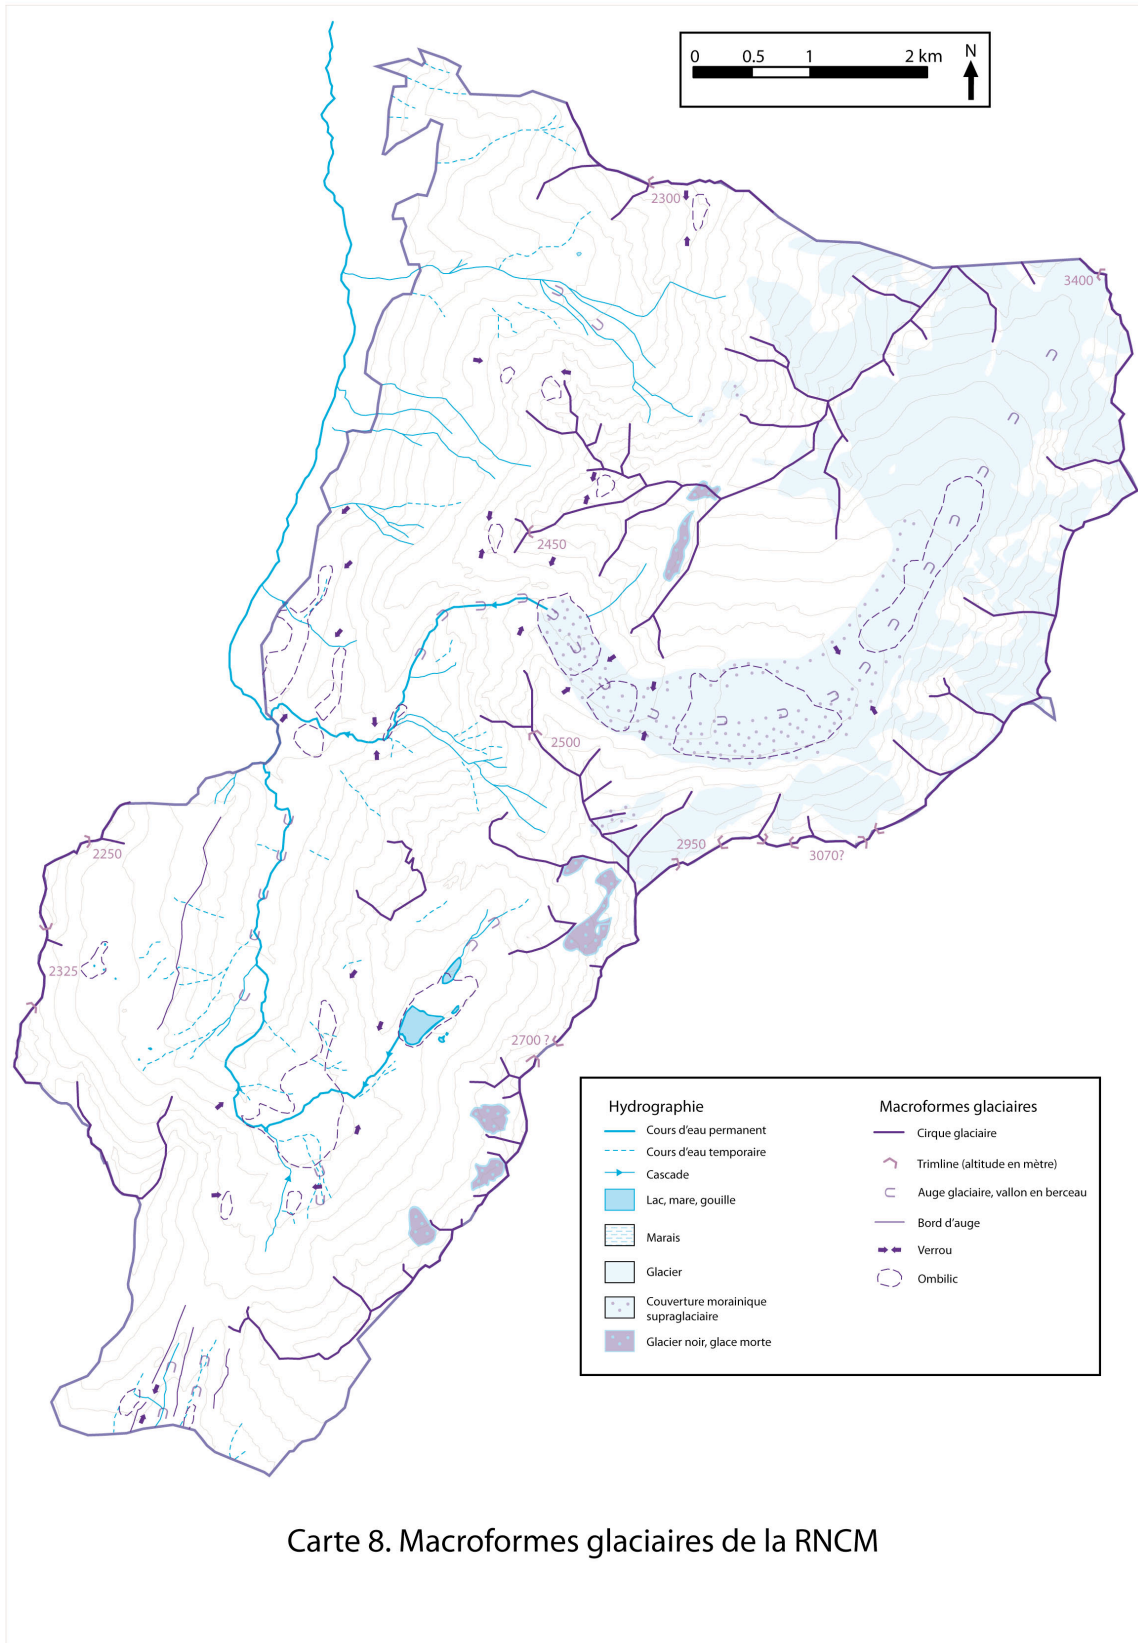 0 0.5 1 2 km N
2300
3400
2450
2500
2950
3070?
2250
2325
2700 ?
Hydrographie
Cours d'eau permanent
Cours d'eau temporaire
Cascade
Lac, mare, gouille
Marais
Glacier
Couverture morainique
supraglaciaire
Glacier noir, glace morte
Macroformes glaciaires
Cirque glaciaire
Trimline (altitude en mètre)
Auge glaciaire, vallon en berceau
Bord d'auge
Verrou
Ombilic
Carte 8. Macroformes glaciaires de la RNCM